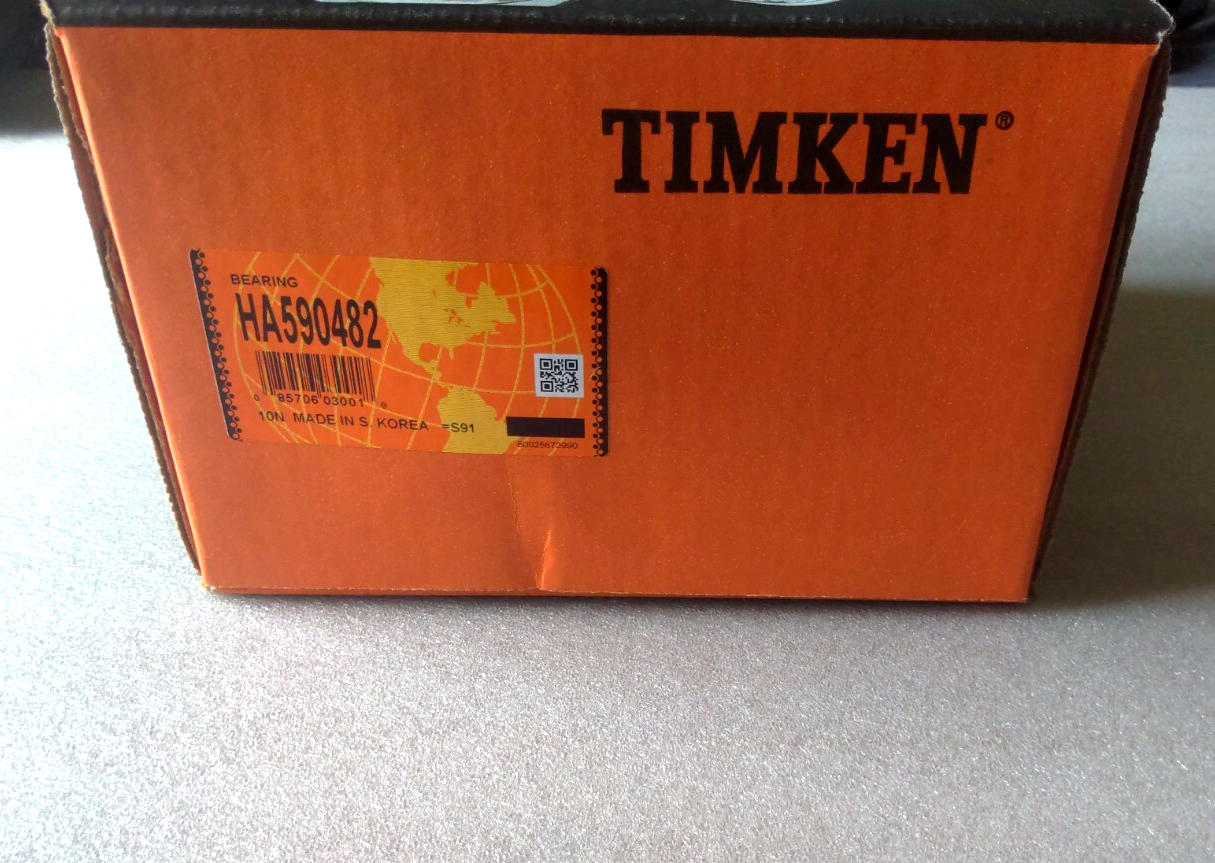 TIMKEN®
BEARING
HA590482
0 85706 03001 0
10N MADE IN S. KOREA =S91